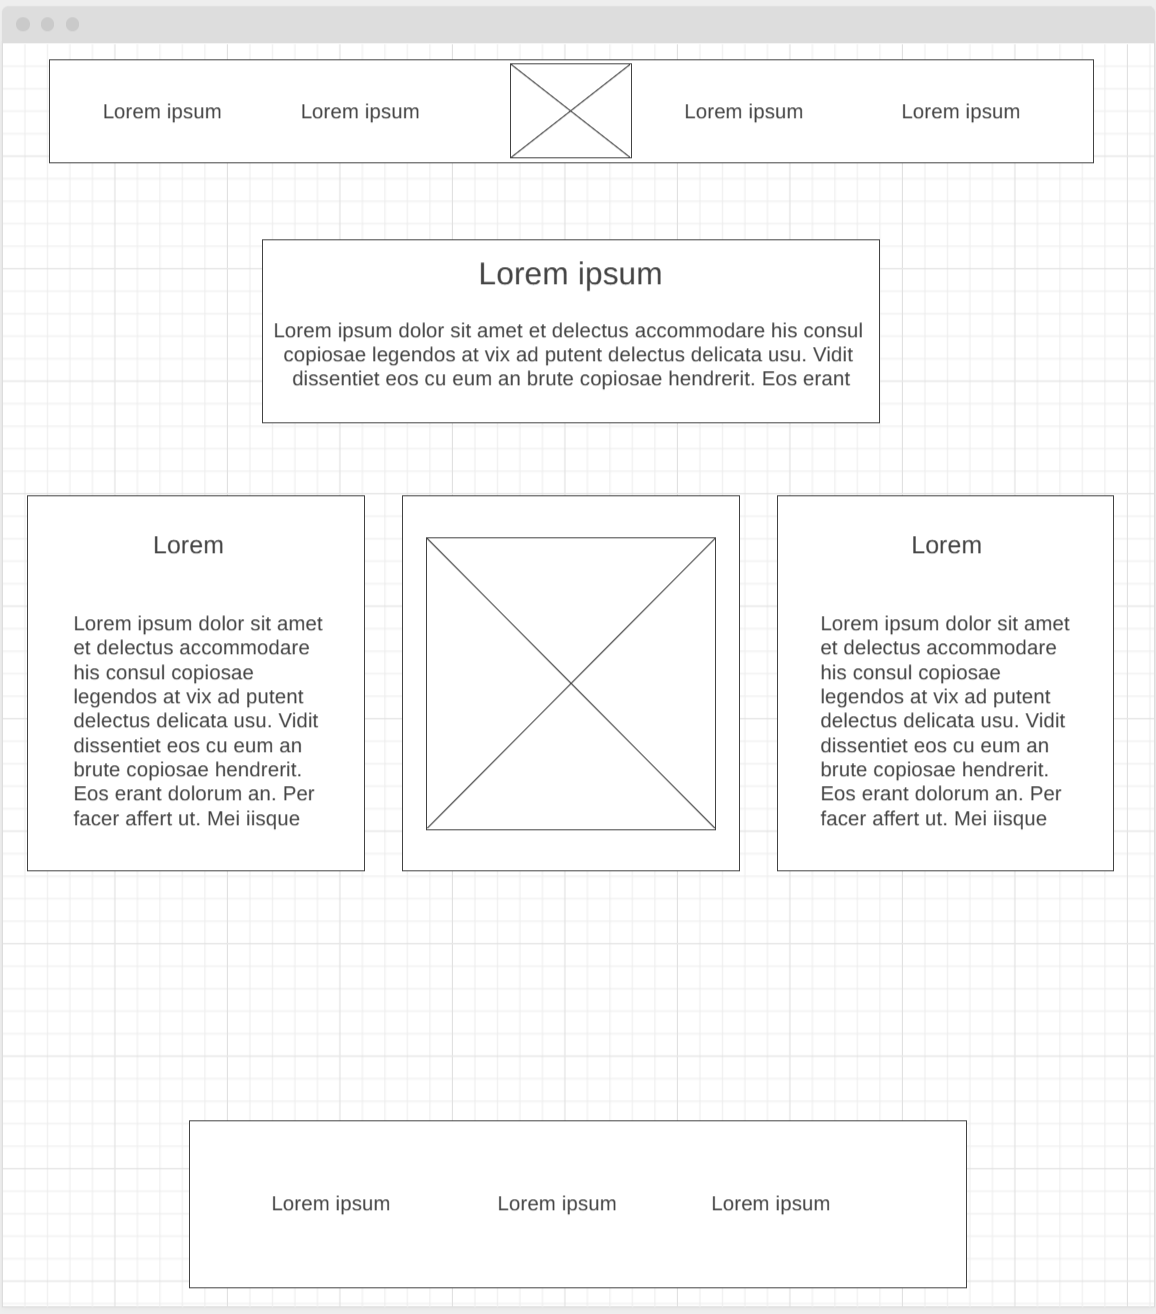 Lorem ipsum Lorem ipsum Lorem ipsum Lorem ipsum
Lorem ipsum
Lorem ipsum dolor sit amet et delectus accommodare his consul
copiosae legendos at vix ad putent delectus delicata usu. Vidit
dissentiet eos cu eum an brute copiosae hendrerit. Eos erant
Lorem
Lorem ipsum dolor sit amet
et delectus accommodare
his consul copiosae
legendos at vix ad putent
delectus delicata usu. Vidit
dissentiet eos cu eum an
brute copiosae hendrerit.
Eos erant dolorum an. Per
facer affert ut. Mei iisque
Lorem
Lorem ipsum dolor sit amet
et delectus accommodare
his consul copiosae
legendos at vix ad putent
delectus delicata usu. Vidit
dissentiet eos cu eum an
brute copiosae hendrerit.
Eos erant dolorum an. Per
facer affert ut. Mei iisque
Lorem ipsum Lorem ipsum Lorem ipsum